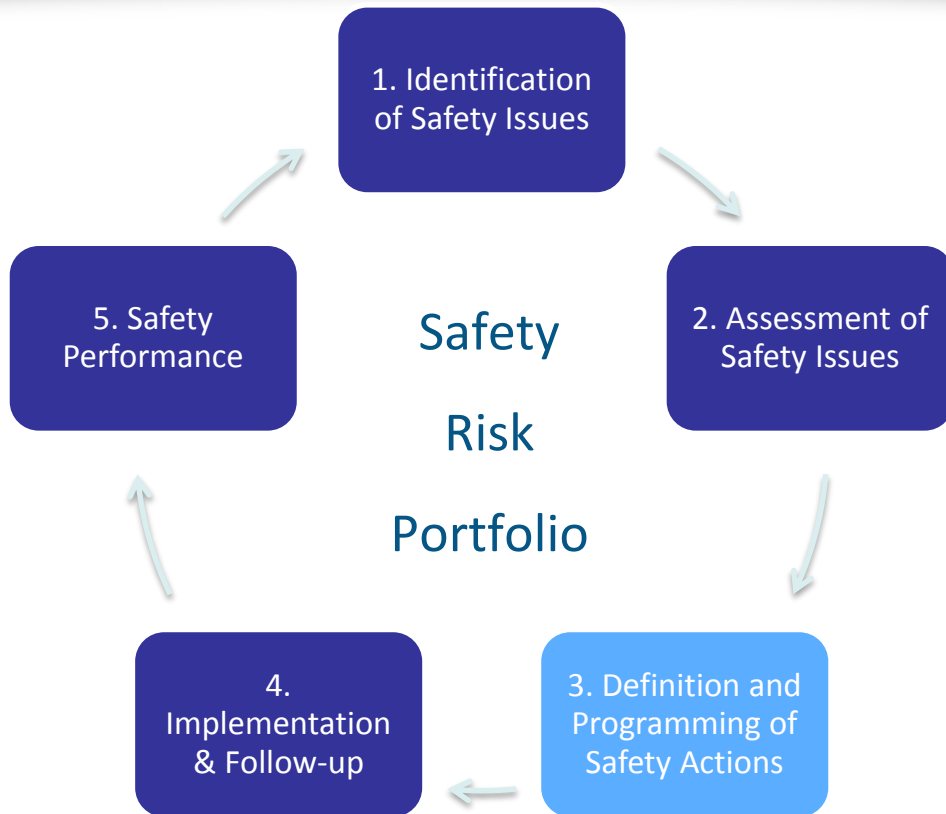 1. Identification
of Safety Issues
2. Assessment of
Safety Issues
3. Definition and
Programming of
Safety Actions
4.
Implementation
& Follow-up
5. Safety
Performance
Safety
Risk
Portfolio